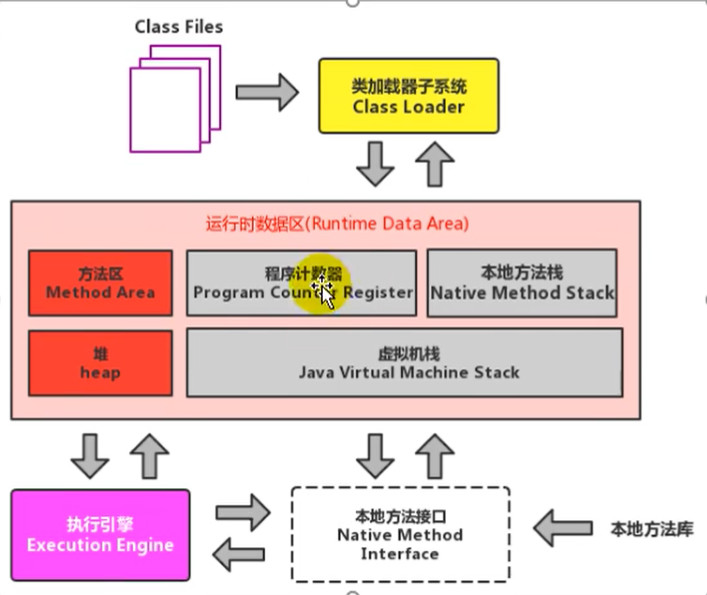 Class Files
类加载器子系统
Class Loader
运行时数据区(Runtime Data Area)
方法区
Method Area
程序计数器
Program Counter Register
本地方法栈
Native Method Stack
堆
heap
虚拟机栈
Java Virtual Machine Stack
执行引擎
Execution Engine
本地方法接口
Native Method
Interface
本地方法库